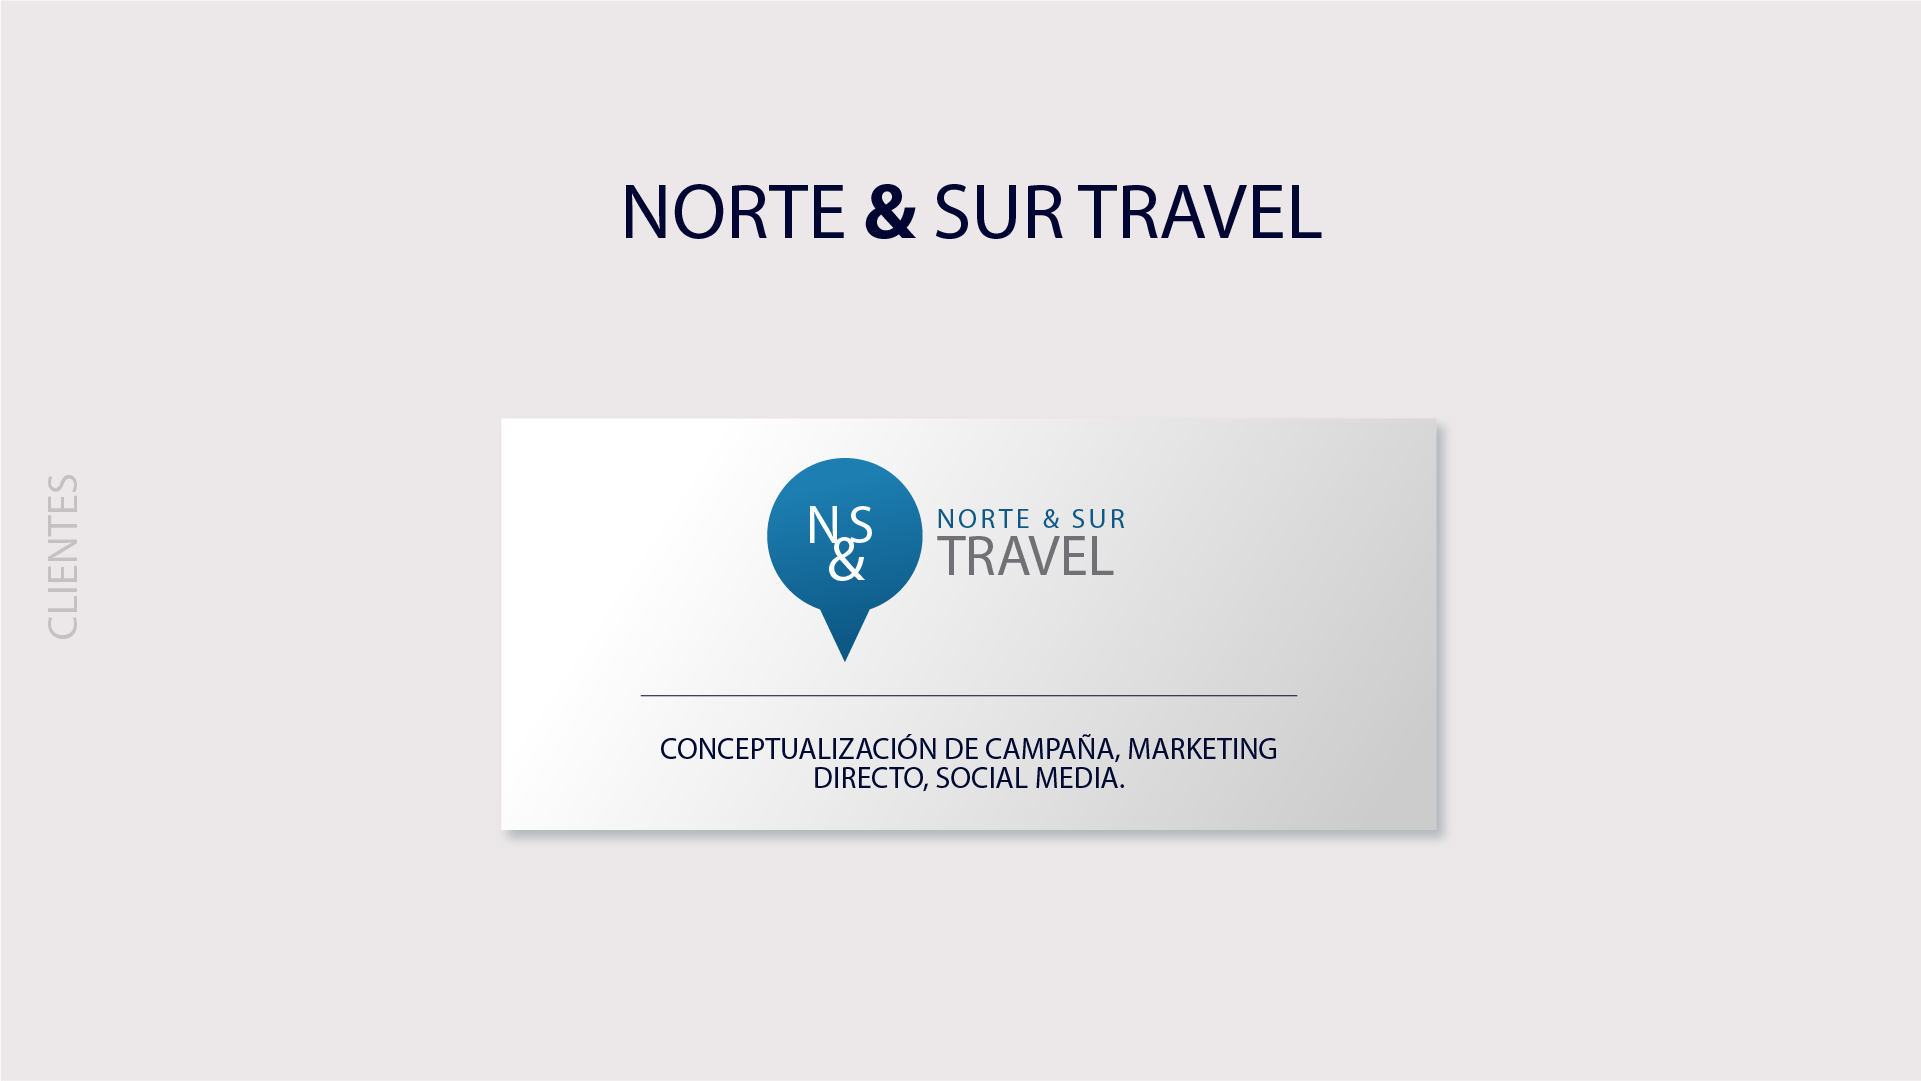 NORTE & SUR TRAVEL
CLIENTES
N&S
NORTE & SUR
TRAVEL
CONCEPTUALIZACIÓN DE CAMPAÑA, MARKETING
DIRECTO, SOCIAL MEDIA.